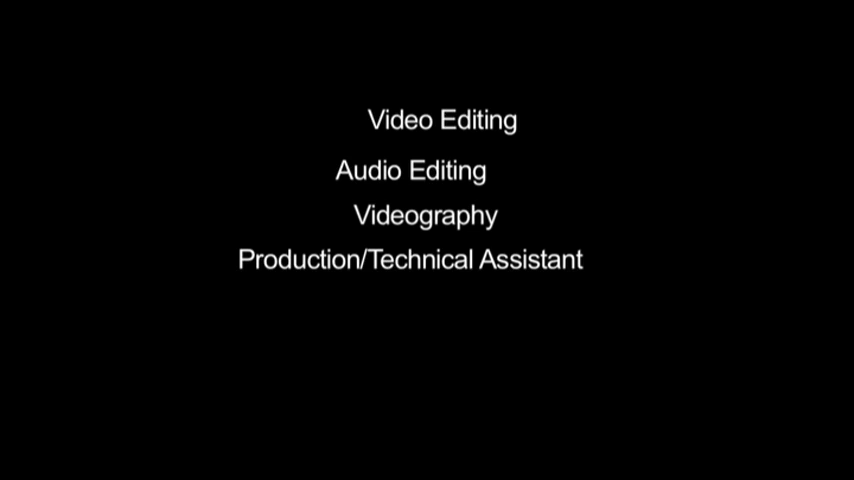 Video Editing
Audio Editing
Videography
Production/Technical Assistant